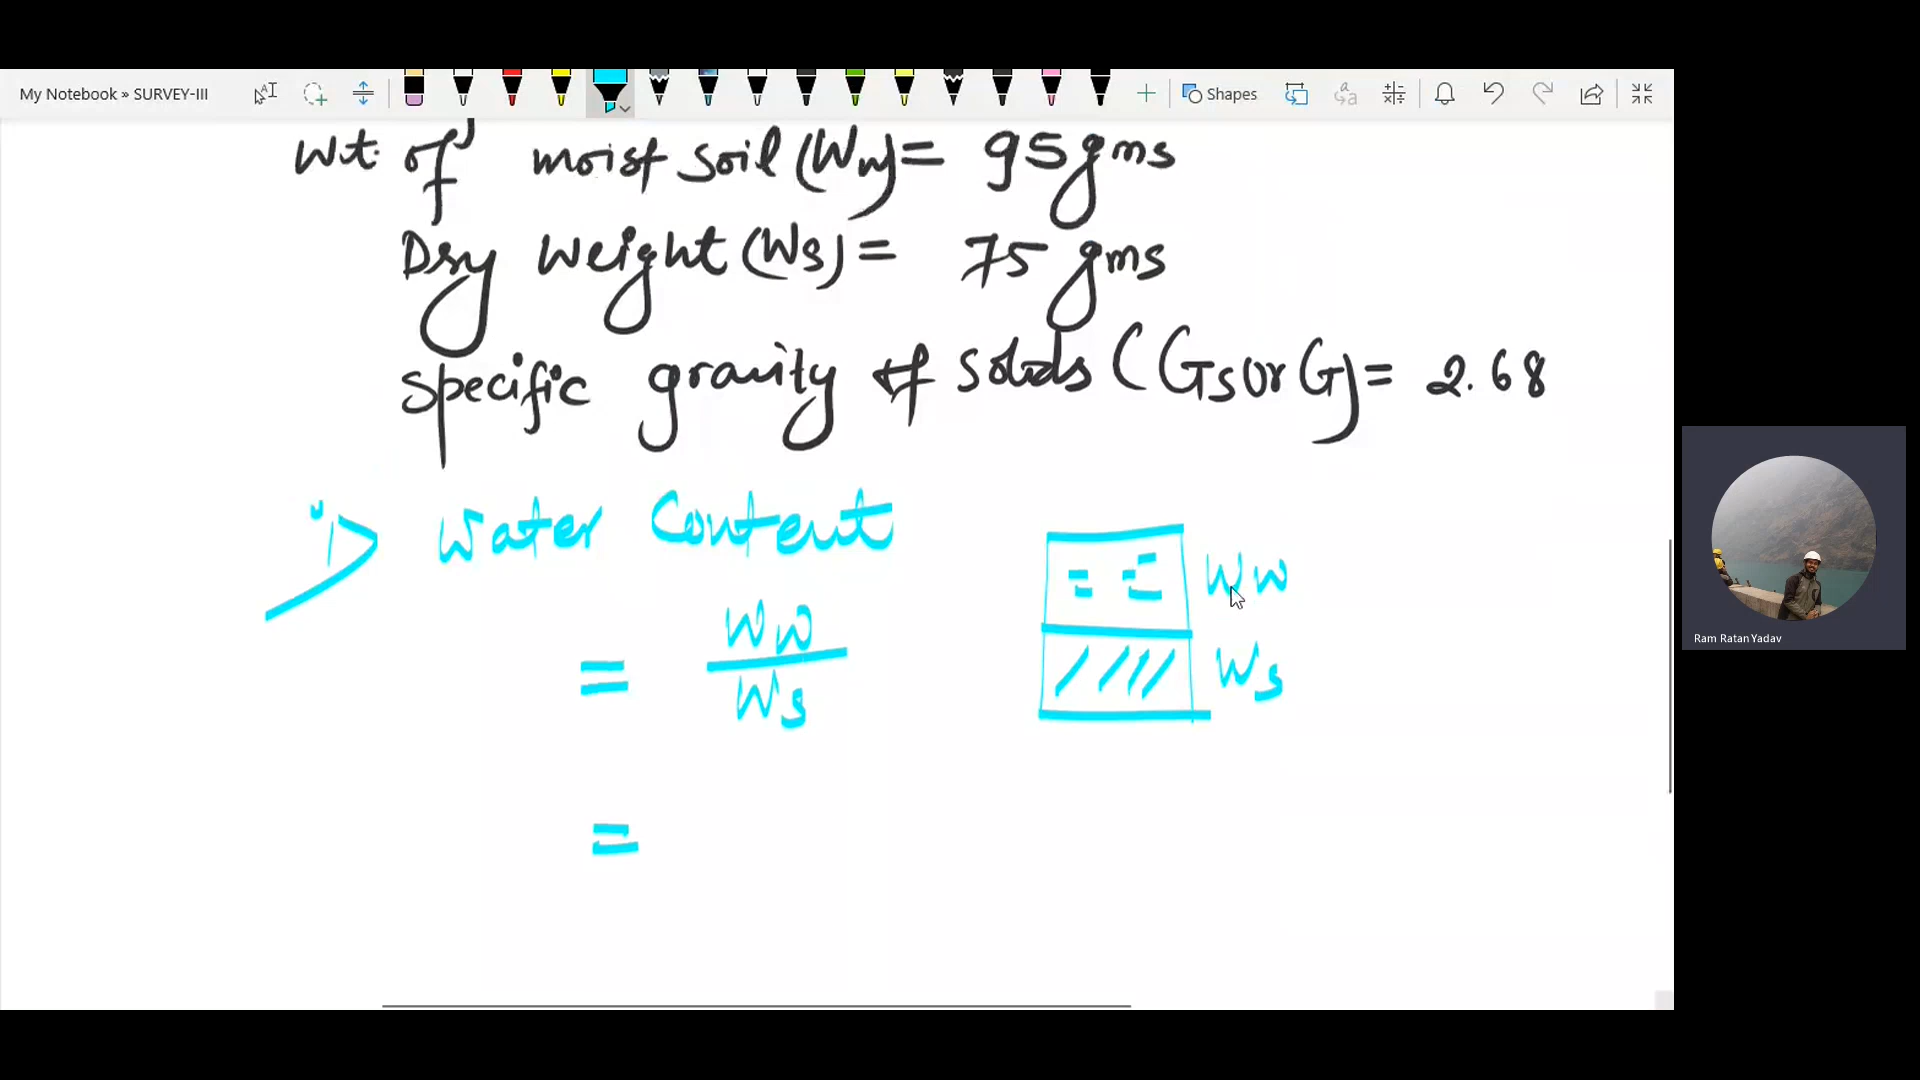 My Notebook » SURVEY-III
Shapes
Wt. of moist soil (Ww) = 95 gms
Dry Weight (Ws) = 75 gms
Specific gravity of Solids (Gs or G) = 2.68
i) Water Content
= Ww / Ws
Ww
Ws
=
Ram Ratan Yadav